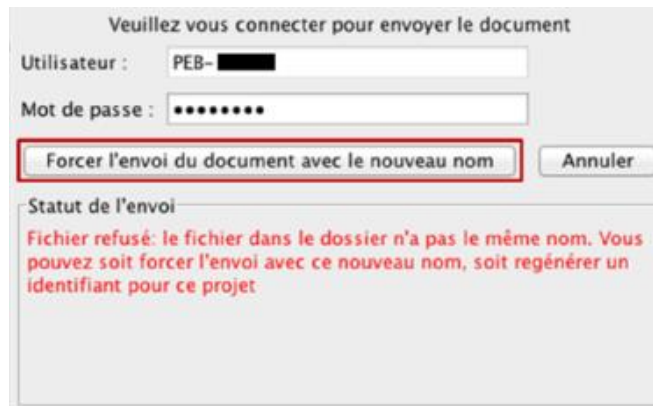 Veuillez vous connecter pour envoyer le document
Utilisateur : PEB-
Mot de passe : ••••••••
Forcer l'envoi du document avec le nouveau nom Annuler
Statut de l'envoi
Fichier refusé: le fichier dans le dossier n'a pas le même nom. Vous
pouvez soit forcer l'envoi avec ce nouveau nom, soit regénérer un
identifiant pour ce projet